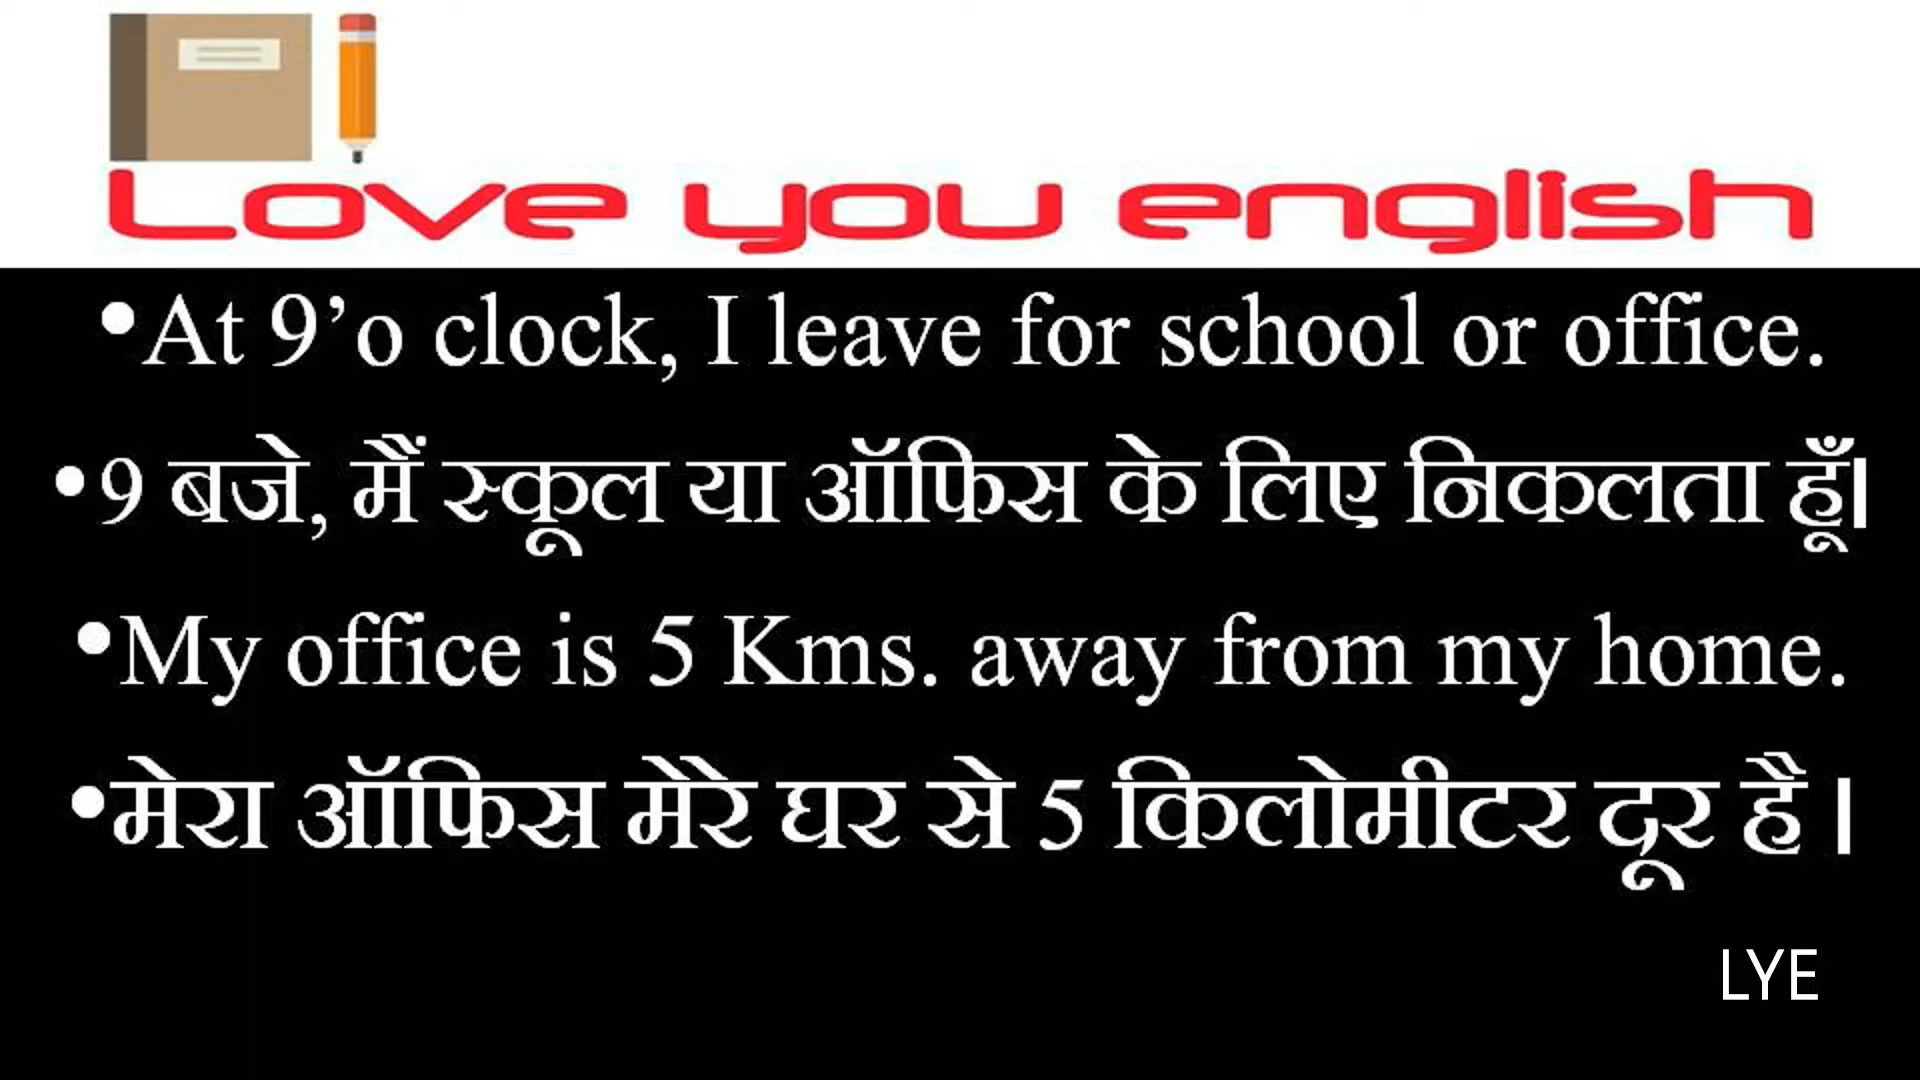 Love you english
•At 9’o clock, I leave for school or office.
•9 बजे, मैं स्कूल या ऑफिस के लिए निकलता हूँ।
•My office is 5 Kms. away from my home.
•मेरा ऑफिस मेरे घर से 5 किलोमीटर दूर है ।
LYE